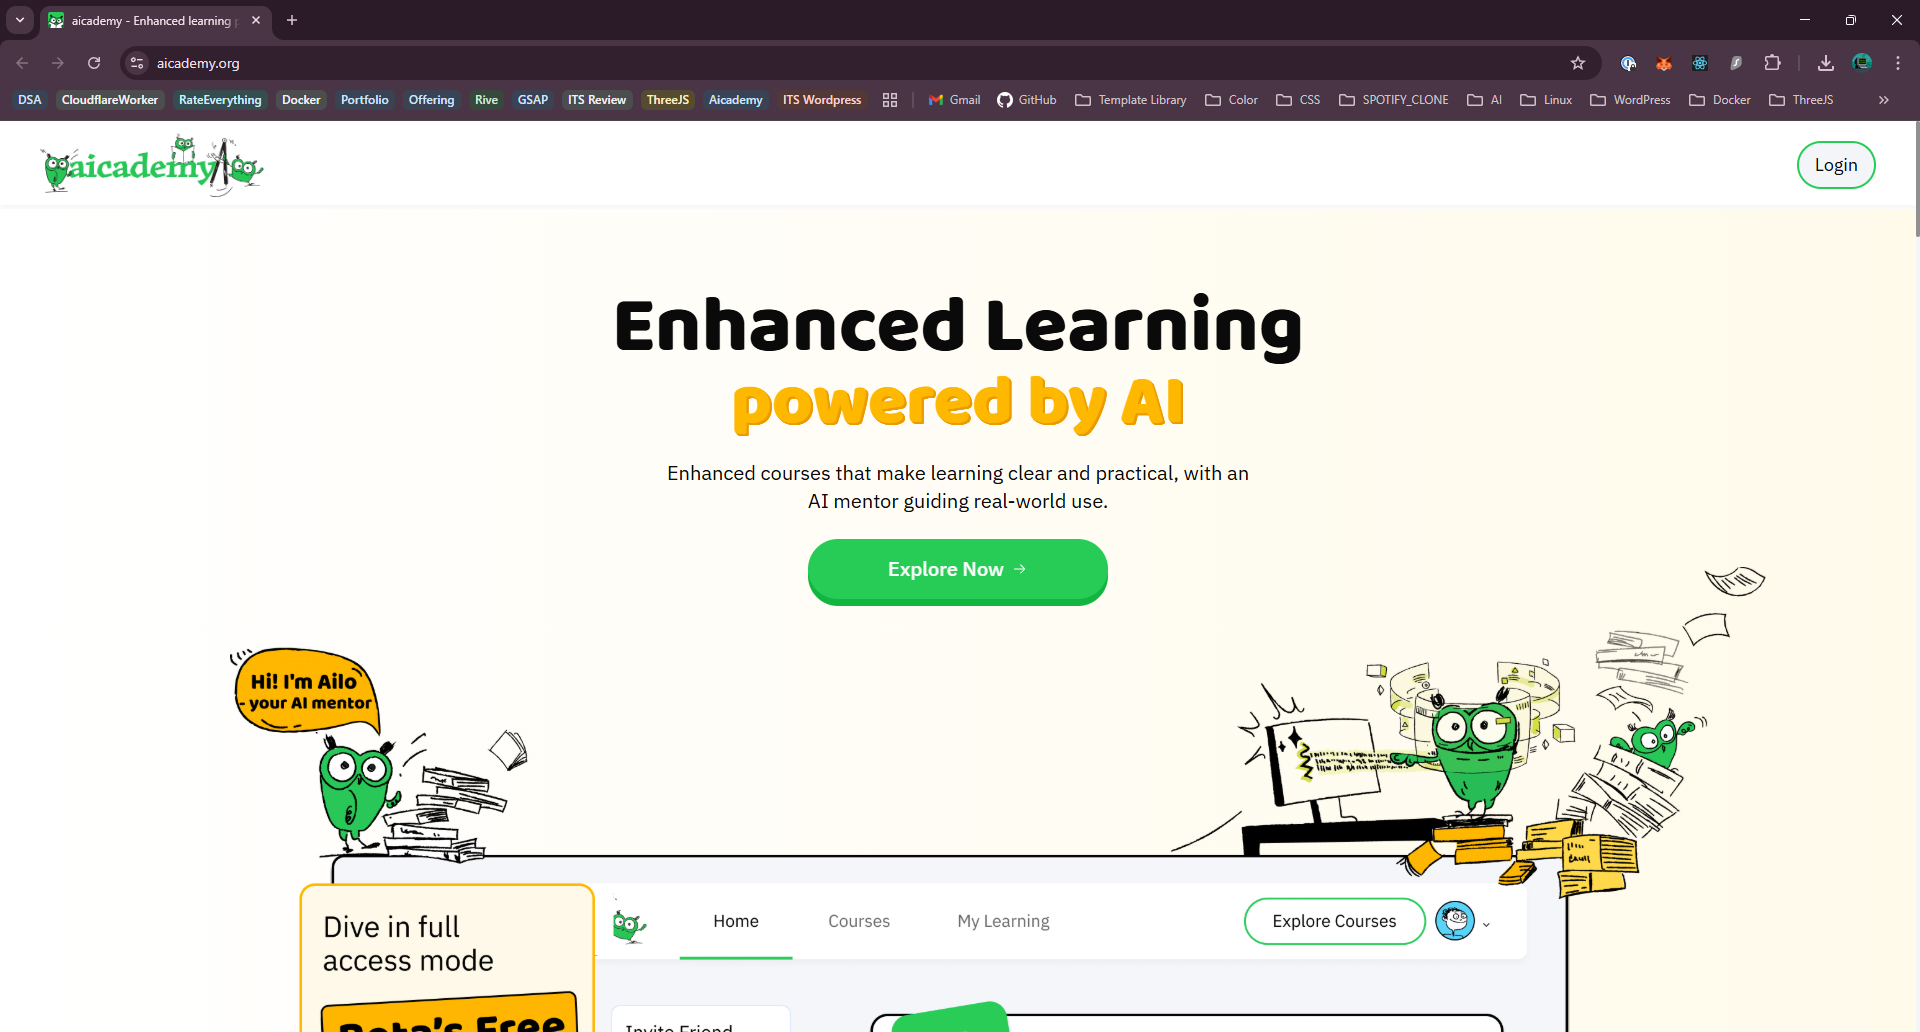 aicademy - Enhanced learning
aicademy.org
DSA
CloudflareWorker
RateEverything
Docker
Portfolio
Offering
Rive
GSAP
ITS Review
ThreeJS
Aicademy
ITS Wordpress
Gmail
GitHub
Template Library
Color
CSS
SPOTIFY_CLONE
AI
Linux
WordPress
Docker
ThreeJS
aicademy
Login
Enhanced Learning
powered by AI
Enhanced courses that make learning clear and practical, with an
AI mentor guiding real-world use.
Explore Now →
Hi! I'm Ailo
- your AI mentor
Home
Courses
My Learning
Explore Courses
Dive in full
access mode
Beta's Free
Invite Friend